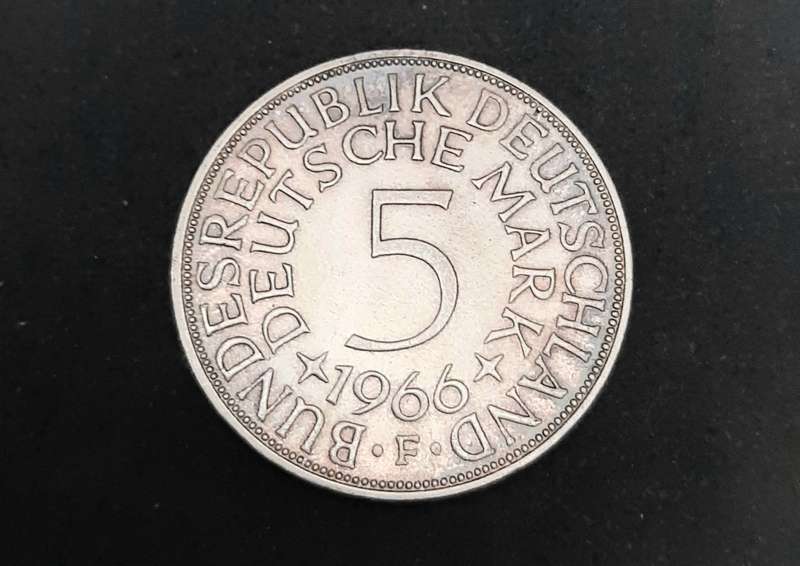 BUNDESREPUBLIK DEUTSCHLAND
DEUTSCHE MARK
5
1966
· F ·